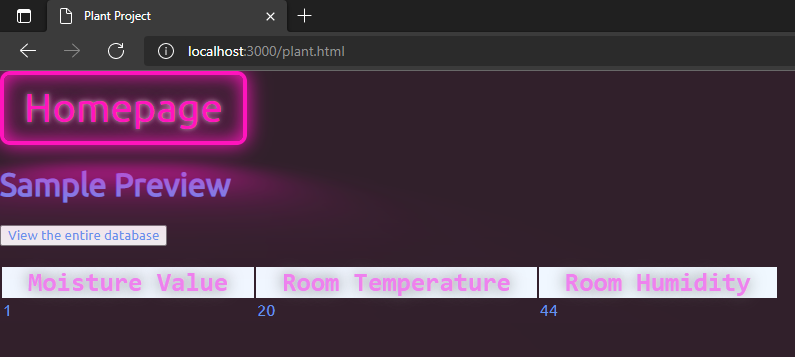 Plant Project
localhost:3000/plant.html
Homepage
Sample Preview
View the entire database
Moisture Value Room Temperature Room Humidity
1 20 44